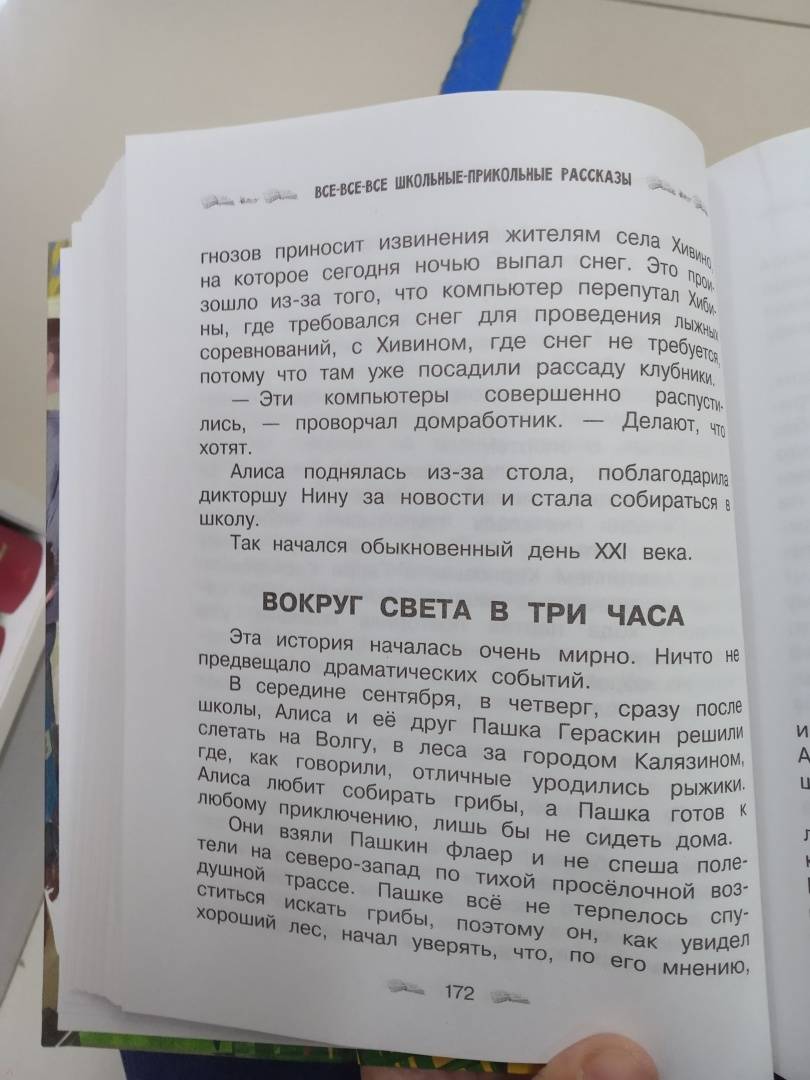 ВСЕ-ВСЕ-ВСЕ ШКОЛЬНЫЕ-ПРИКОЛЬНЫЕ РАССКАЗЫ
гнозов приносит извинения жителям села Хивино,
на которое сегодня ночью выпал снег. Это прои-
зошло из-за того, что компьютер перепутал Хиби-
ны, где требовался снег для проведения лыжных
соревнований, с Хивином, где снег не требуется,
потому что там уже посадили рассаду клубники.
— Эти компьютеры совершенно распусти-
лись, — проворчал домработник. — Делают, что
хотят.
Алиса поднялась из-за стола, поблагодарила
дикторшу Нину за новости и стала собираться в
школу.
Так начался обыкновенный день XXI века.
ВОКРУГ СВЕТА В ТРИ ЧАСА
Эта история началась очень мирно. Ничто не
предвещало драматических событий.
В середине сентября, в четверг, сразу после
школы, Алиса и её друг Пашка Гераскин решили
слетать на Волгу, в леса за городом Калязином,
где, как говорили, отличные уродились рыжики.
Алиса любит собирать грибы, а Пашка готов к
любому приключению, лишь бы не сидеть дома.
Они взяли Пашкин флаер и не спеша поле-
тели на северо-запад по тихой просёлочной воз-
душной трассе. Пашке всё не терпелось спу-
ститься искать грибы, поэтому он, как увидел
хороший лес, начал уверять, что, по его мнению,
172